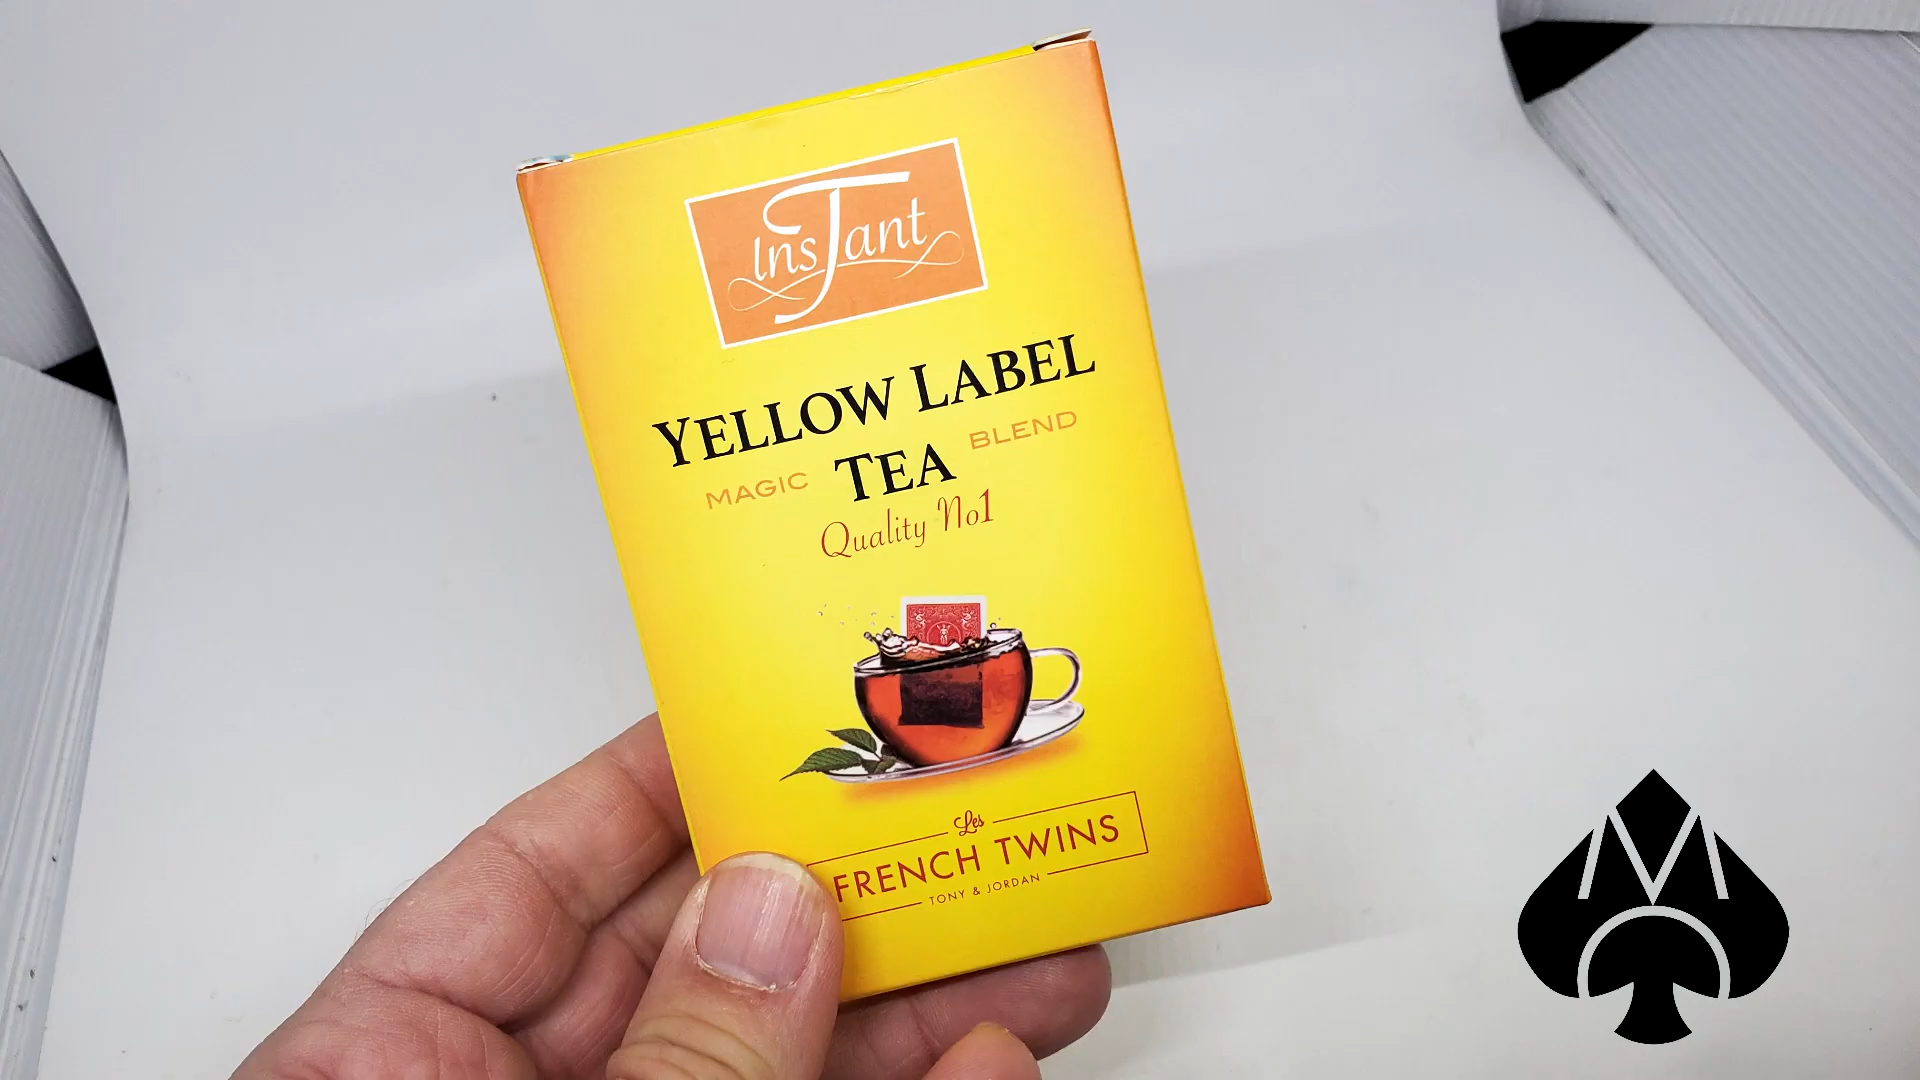 InsTant
YELLOW LABEL
MAGIC TEA BLEND
Quality No1
Les
FRENCH TWINS
TONY & JORDAN
M